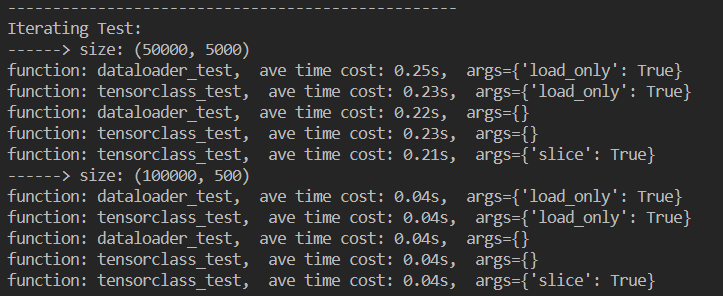 --------------------------------------------------
Iterating Test:
------> size: (50000, 5000)
function: dataloader_test,  ave time cost: 0.25s,  args={'load_only': True}
function: tensorclass_test,  ave time cost: 0.23s,  args={'load_only': True}
function: dataloader_test,  ave time cost: 0.22s,  args={}
function: tensorclass_test,  ave time cost: 0.23s,  args={}
function: tensorclass_test,  ave time cost: 0.21s,  args={'slice': True}
------> size: (100000, 500)
function: dataloader_test,  ave time cost: 0.04s,  args={'load_only': True}
function: tensorclass_test,  ave time cost: 0.04s,  args={'load_only': True}
function: dataloader_test,  ave time cost: 0.04s,  args={}
function: tensorclass_test,  ave time cost: 0.04s,  args={}
function: tensorclass_test,  ave time cost: 0.04s,  args={'slice': True}